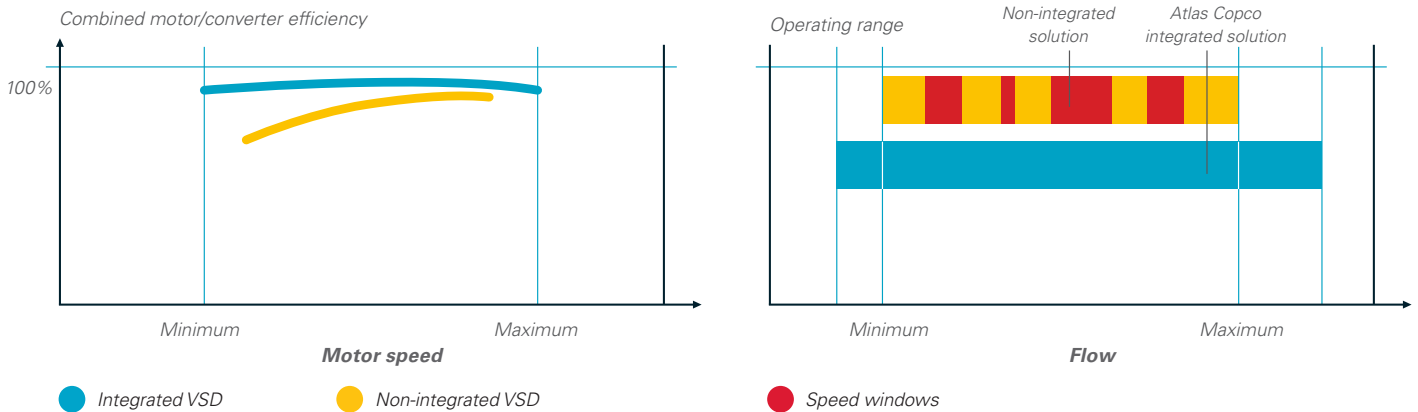 Combined motor/converter efficiency
100%
Minimum
Maximum
Motor speed
Integrated VSD
Non-integrated VSD
Operating range
Non-integrated
solution
Atlas Copco
integrated solution
Minimum
Maximum
Flow
Speed windows